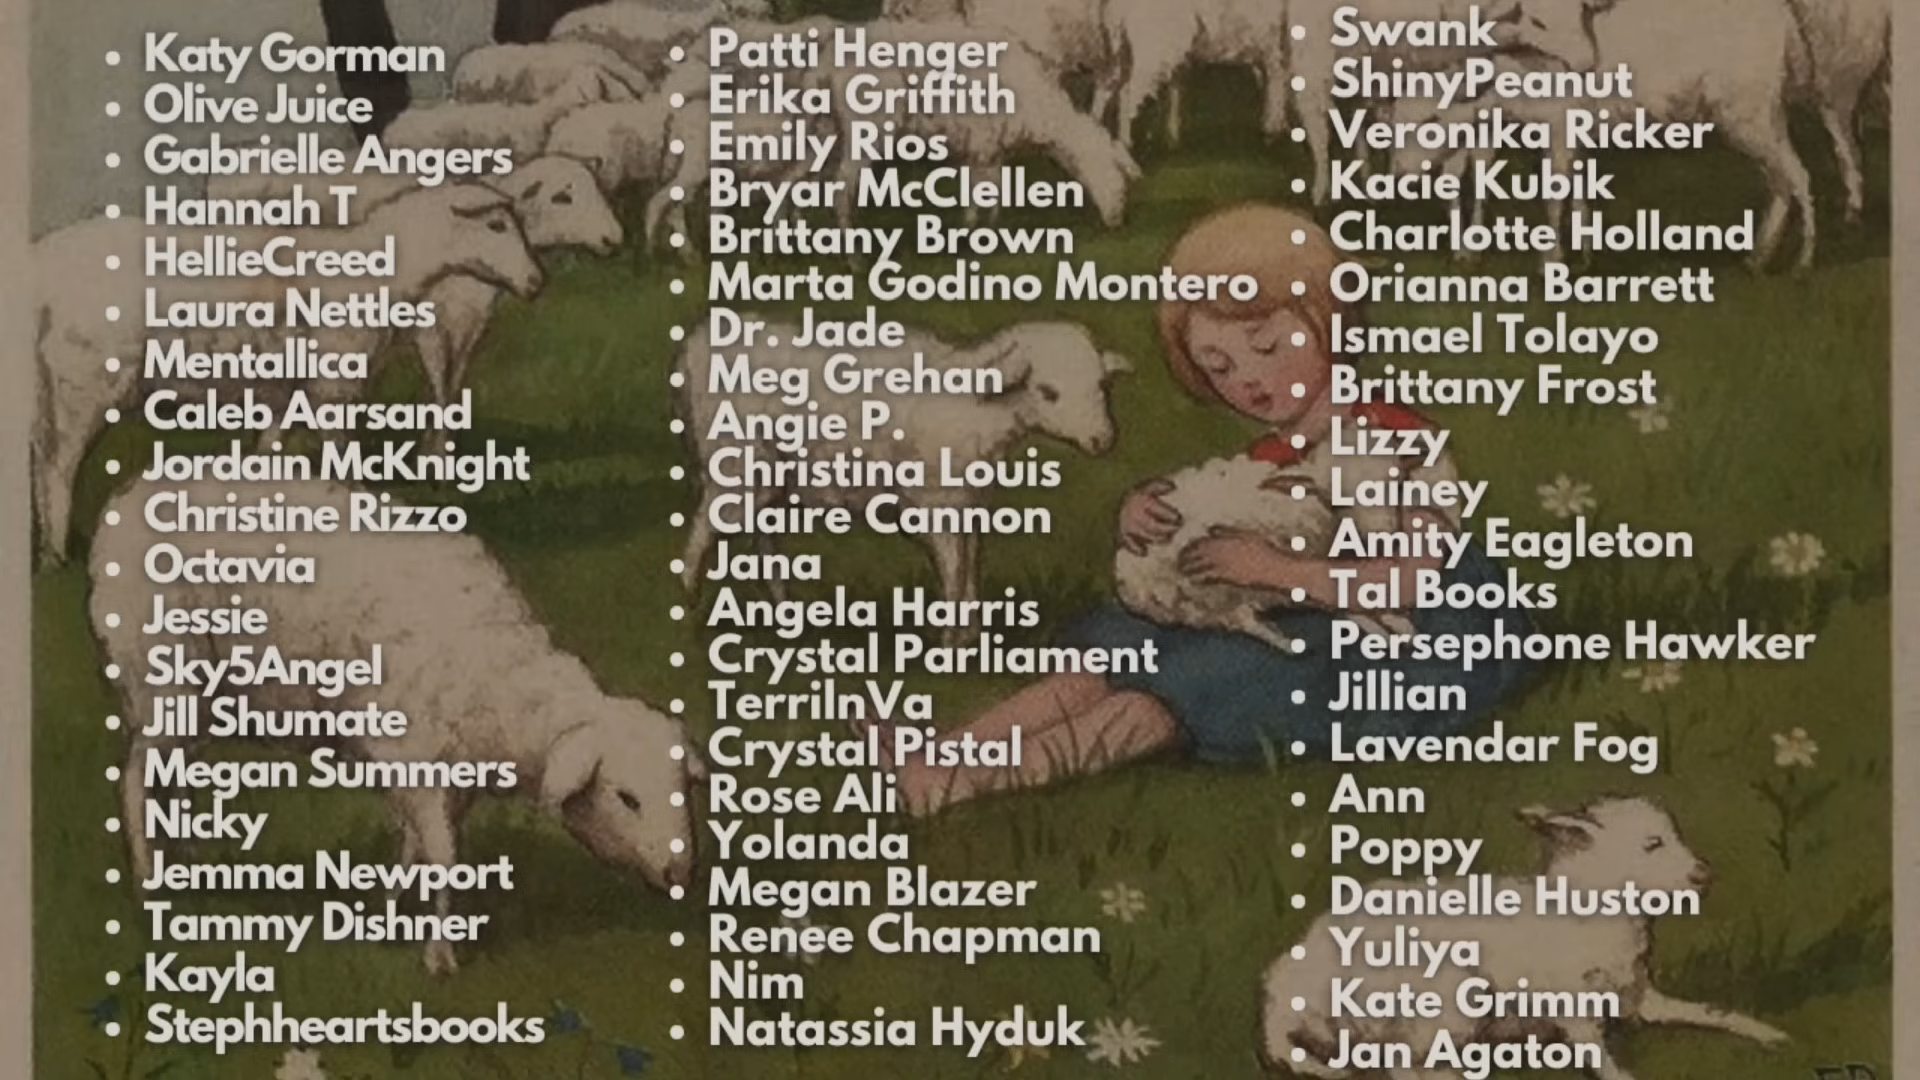 Katy Gorman
Olive Juice
Gabrielle Angers
Hannah T
HellieCreed
Laura Nettles
Mentallica
Caleb Aarsand
Jordain McKnight
Christine Rizzo
Octavia
Jessie
Sky5Angel
Jill Shumate
Megan Summers
Nicky
Jemma Newport
Tammy Dishner
Kayla
Stephheartsbooks
Patti Henger
Erika Griffith
Emily Rios
Bryar McClellen
Brittany Brown
Marta Godino Montero
Dr. Jade
Meg Grehan
Angie P.
Christina Louis
Claire Cannon
Jana
Angela Harris
Crystal Parliament
TerriInVa
Crystal Pistal
Rose Ali
Yolanda
Megan Blazer
Renee Chapman
Nim
Natassia Hyduk
Swank
ShinyPeanut
Veronika Ricker
Kacie Kubik
Charlotte Holland
Orianna Barrett
Ismael Tolayo
Brittany Frost
Lizzy
Lainey
Amity Eagleton
Tal Books
Persephone Hawker
Jillian
Lavendar Fog
Ann
Poppy
Danielle Huston
Yuliya
Kate Grimm
Jan Agaton